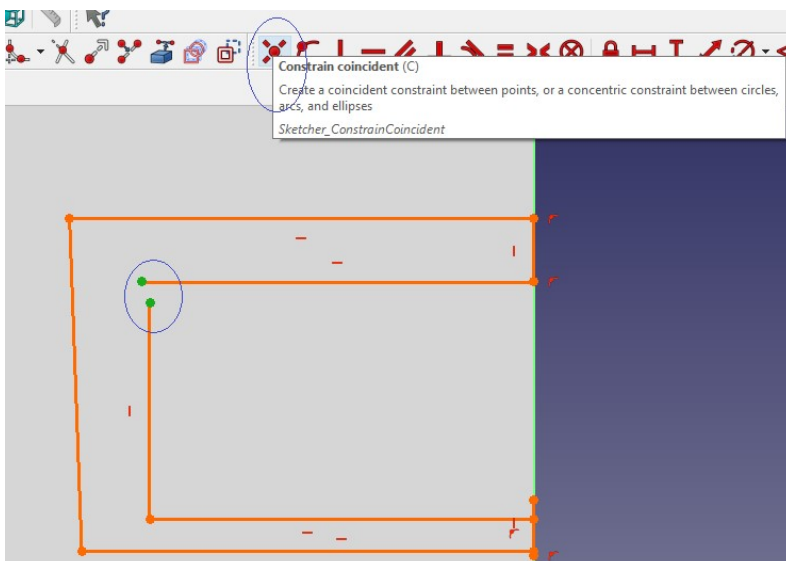 Constrain coincident (C)
Create a coincident constraint between points, or a concentric constraint between circles,
arcs, and ellipses
Sketcher_ConstrainCoincident